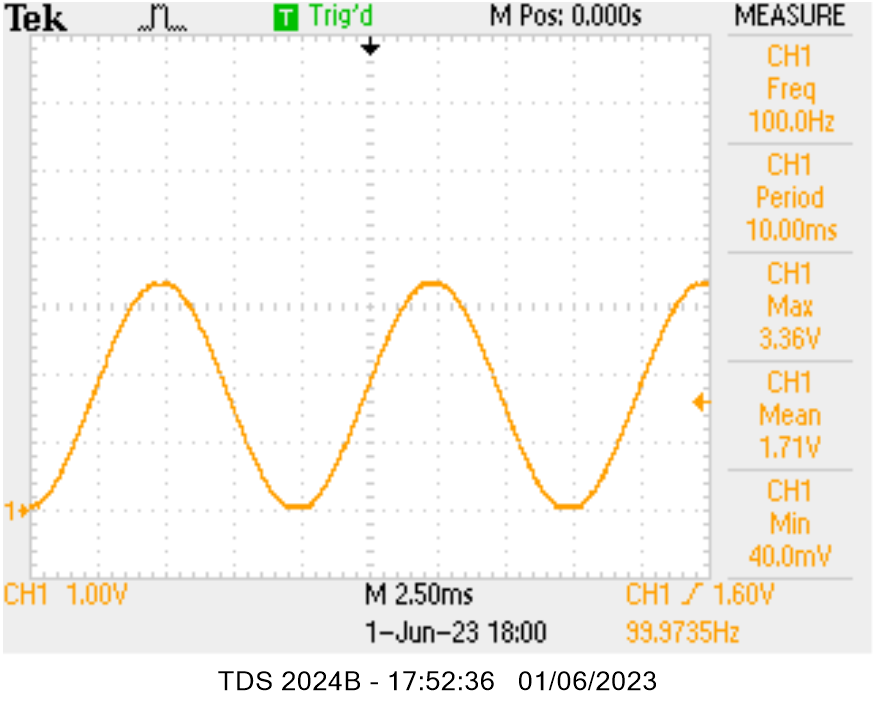 Tek T Trig'd M Pos: 0.000s MEASURE
CH1
Freq
100.0Hz
CH1
Period
10.00ms
CH1
Max
3.36V
CH1
Mean
1.71V
CH1
Min
40.0mV
1
CH1 1.00V M 2.50ms CH1 1.60V
1-Jun-23 18:00 99.9735Hz
TDS 2024B - 17:52:36 01/06/2023